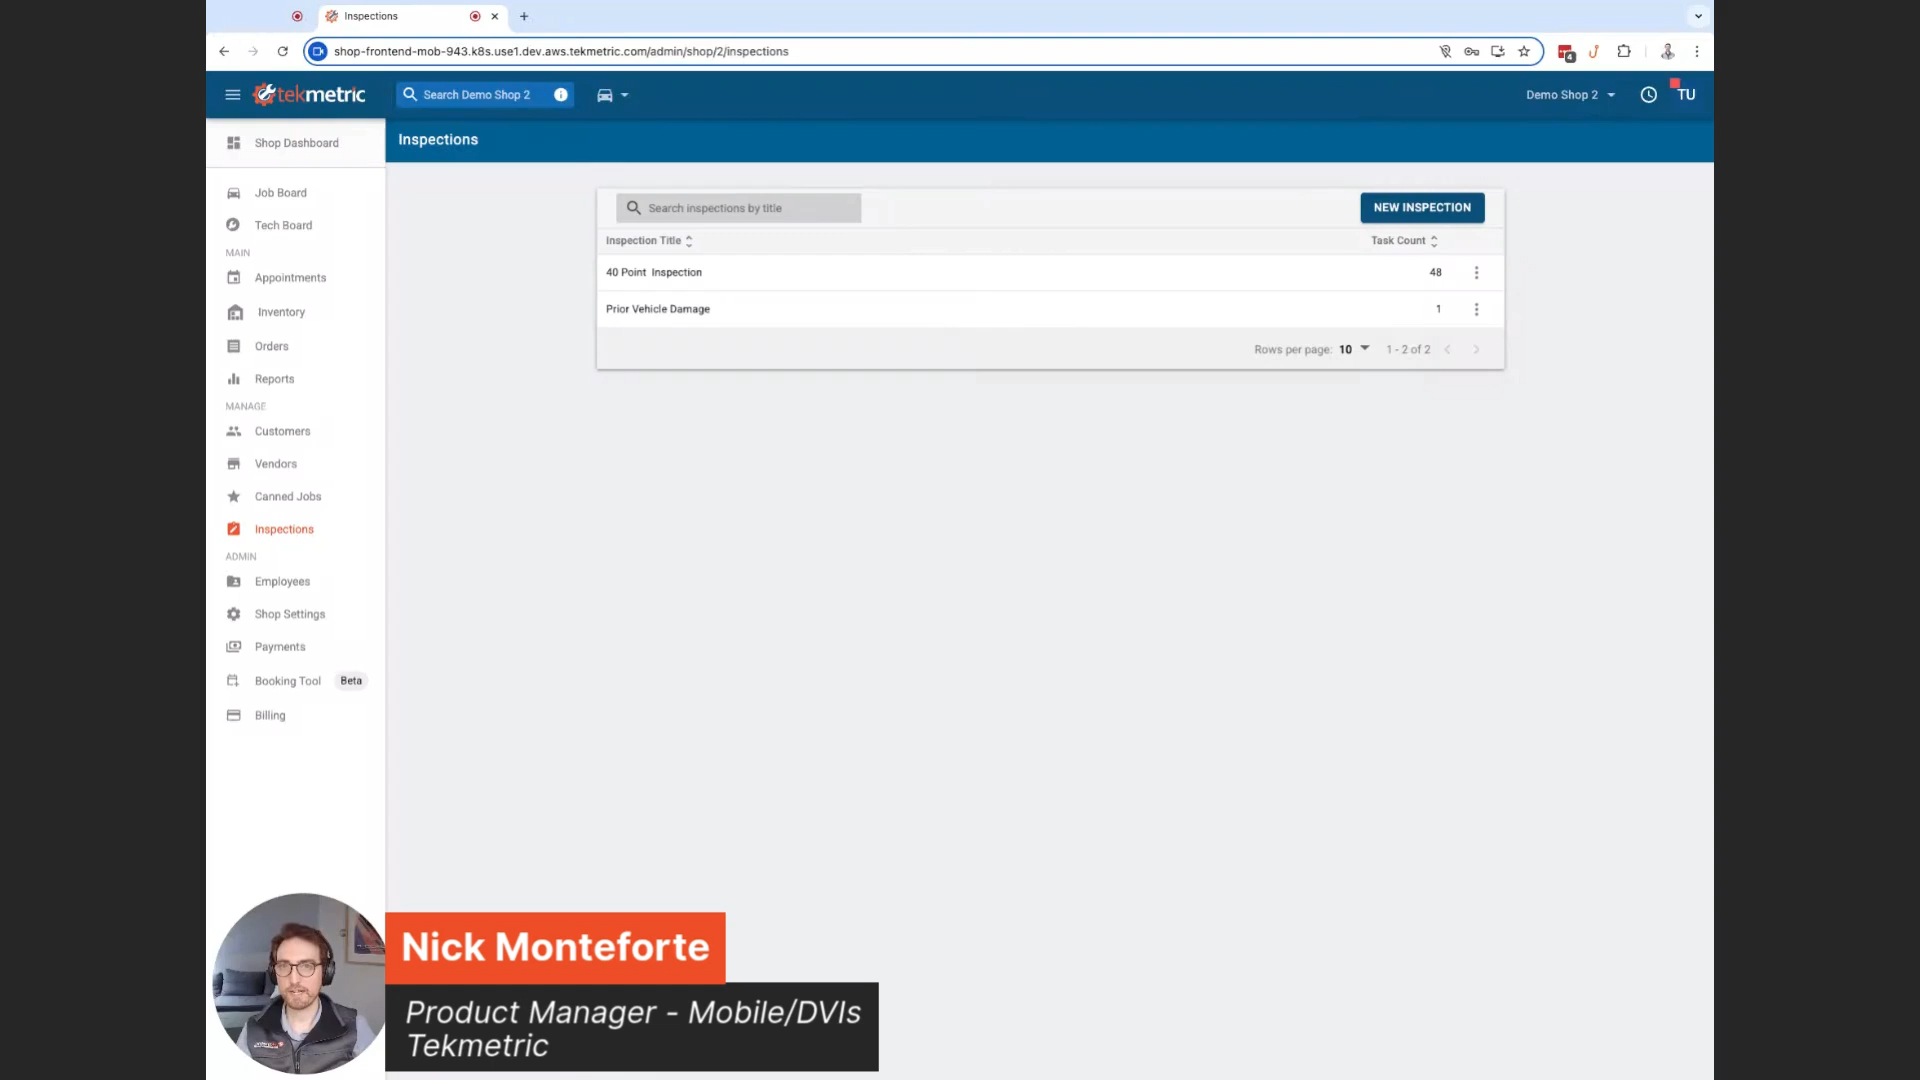 Inspections
shop-frontend-mob-943.k8s.use1.dev.aws.tekmetric.com/admin/shop/2/inspections
4
tekmetric
Search Demo Shop 2
Demo Shop 2
TU
Shop Dashboard
Inspections
Job Board
Tech Board
MAIN
Appointments
Inventory
Orders
Reports
MANAGE
Customers
Vendors
Canned Jobs
Inspections
ADMIN
Employees
Shop Settings
Payments
Booking Tool Beta
Billing
Search inspections by title
NEW INSPECTION
Inspection Title Task Count
40 Point Inspection 48
Prior Vehicle Damage 1
Rows per page: 10 1 - 2 of 2
Nick Monteforte
Product Manager - Mobile/DVIs
Tekmetric